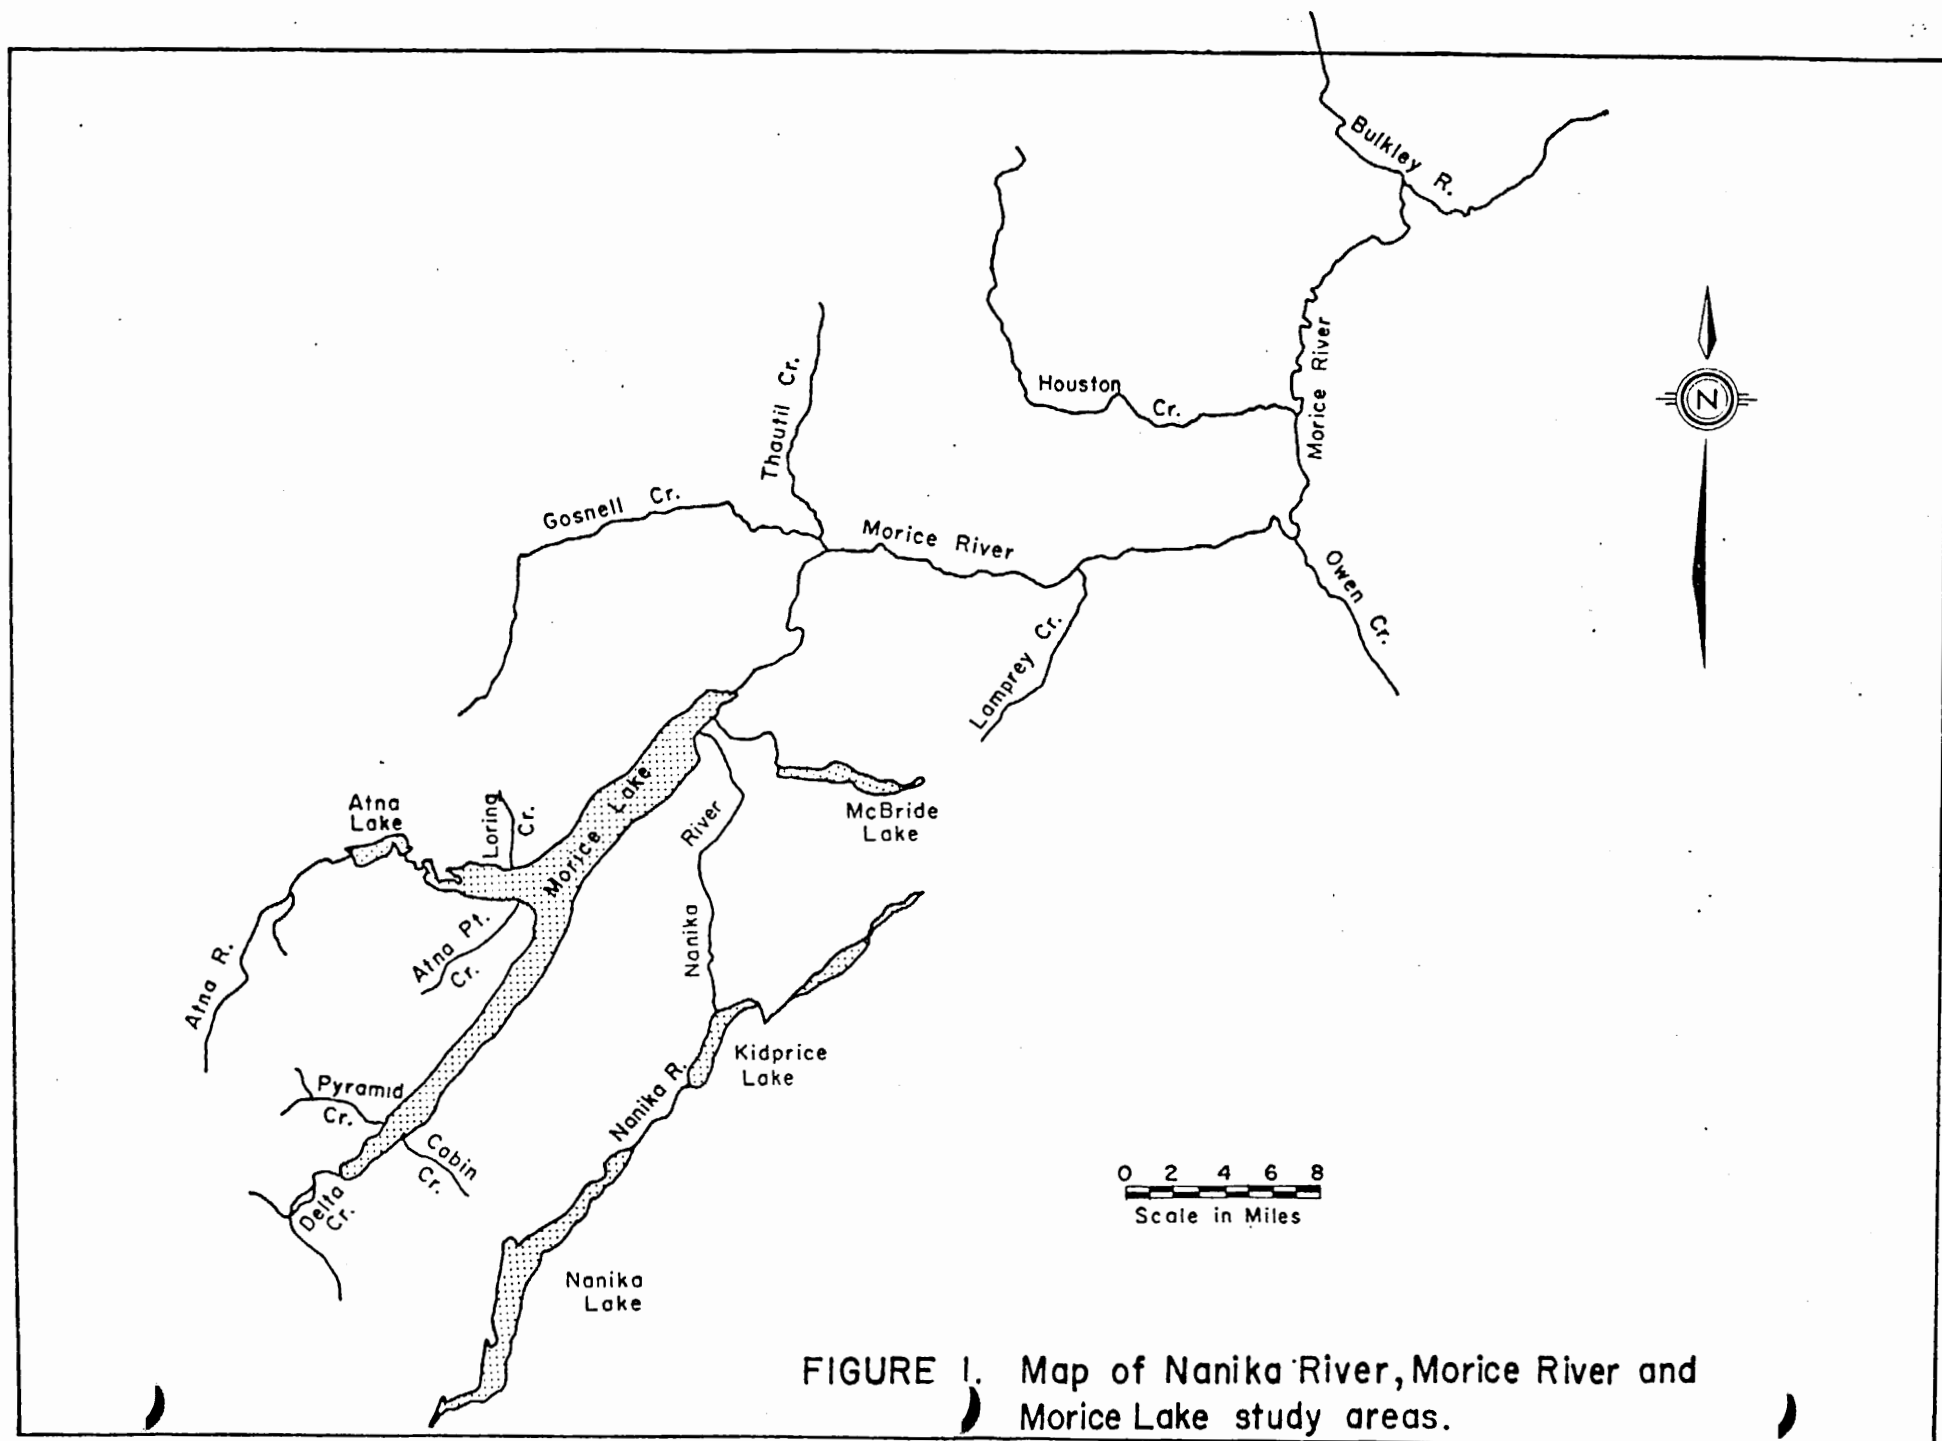 Bulkley R.
Morice River
Houston Cr.
Thautil Cr.
Gosnell Cr.
Morice River
Owen Cr.
Lamprey Cr.
Morice Lake
McBride
Lake
Atna
Lake
Loring
Cr.
River
Nanika
Atna Pt.
Cr.
Atna R.
Kidprice
Lake
Nanika R.
Pyramid
Cr.
Cabin
Cr.
Delta
Cr.
Nanika
Lake
N
0 2 4 6 8
Scale in Miles
FIGURE 1. Map of Nanika River, Morice River and
Morice Lake study areas.